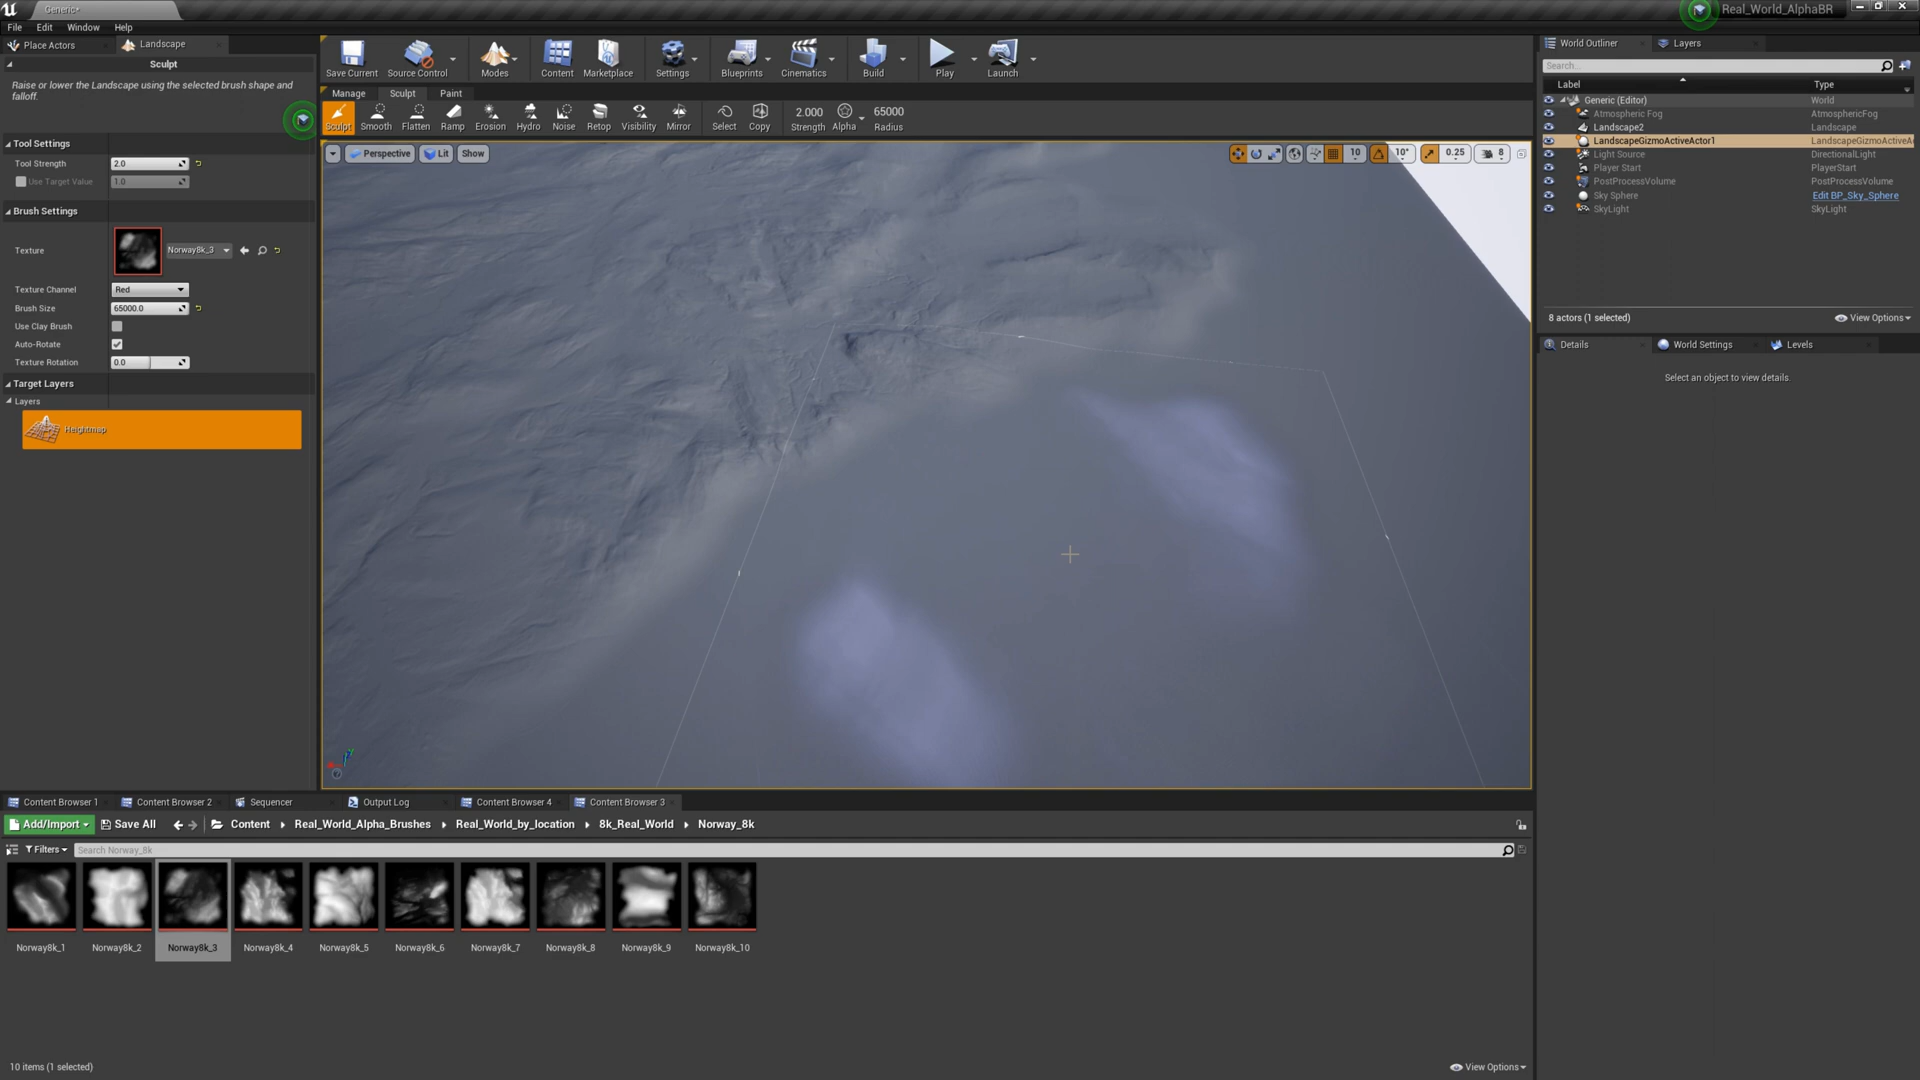 Generic*
Real_World_AlphaBR
File Edit Window Help
Place Actors
Landscape
Sculpt
Raise or lower the Landscape using the selected brush shape and
falloff.
Tool Settings
Tool Strength 2.0
Use Target Value 1.0
Brush Settings
Texture Norway8k_3
Texture Channel Red
Brush Size 65000.0
Use Clay Brush
Auto-Rotate
Texture Rotation 0.0
Target Layers
Layers
Heightmap
Save Current Source Control Modes Content Marketplace Settings Blueprints Cinematics Build Play Launch
Manage Sculpt Paint
Sculpt Smooth Flatten Ramp Erosion Hydro Noise Retop Visibility Mirror Select Copy
2.000 65000
Strength Alpha Radius
Perspective Lit Show
10 10° 0.25 8
World Outliner Layers
Search...
Label Type
Generic (Editor) World
Atmospheric Fog AtmosphericFog
Landscape2 Landscape
LandscapeGizmoActiveActor1 LandscapeGizmoActiveA
Light Source DirectionalLight
Player Start PlayerStart
PostProcessVolume PostProcessVolume
Sky Sphere Edit BP_Sky_Sphere
SkyLight SkyLight
8 actors (1 selected) View Options
Details World Settings Levels
Select an object to view details.
Content Browser 1 Content Browser 2 Sequencer Output Log Content Browser 4 Content Browser 3
Add/Import Save All Content Real_World_Alpha_Brushes Real_World_by_location 8k_Real_World Norway_8k
Filters Search Norway_8k
Norway8k_1 Norway8k_2 Norway8k_3 Norway8k_4 Norway8k_5 Norway8k_6 Norway8k_7 Norway8k_8 Norway8k_9 Norway8k_10
10 items (1 selected) View Options